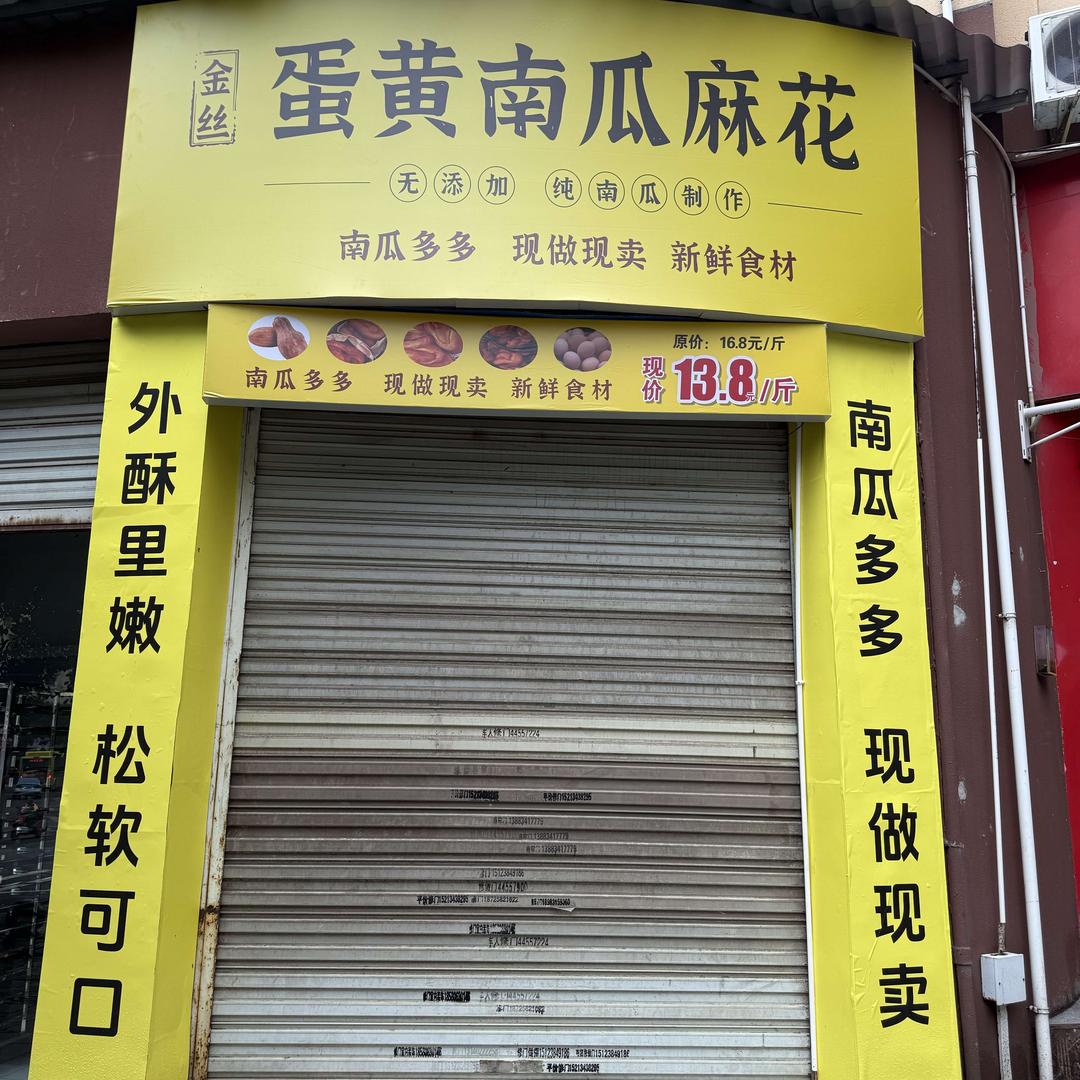 金丝
蛋黄南瓜麻花
无添加 纯南瓜制作
南瓜多多 现做现卖 新鲜食材
南瓜多多 现做现卖 新鲜食材
原价：16.8元/斤
现价 13.8元/斤
外酥里嫩 松软可口
南瓜多多 现做现卖